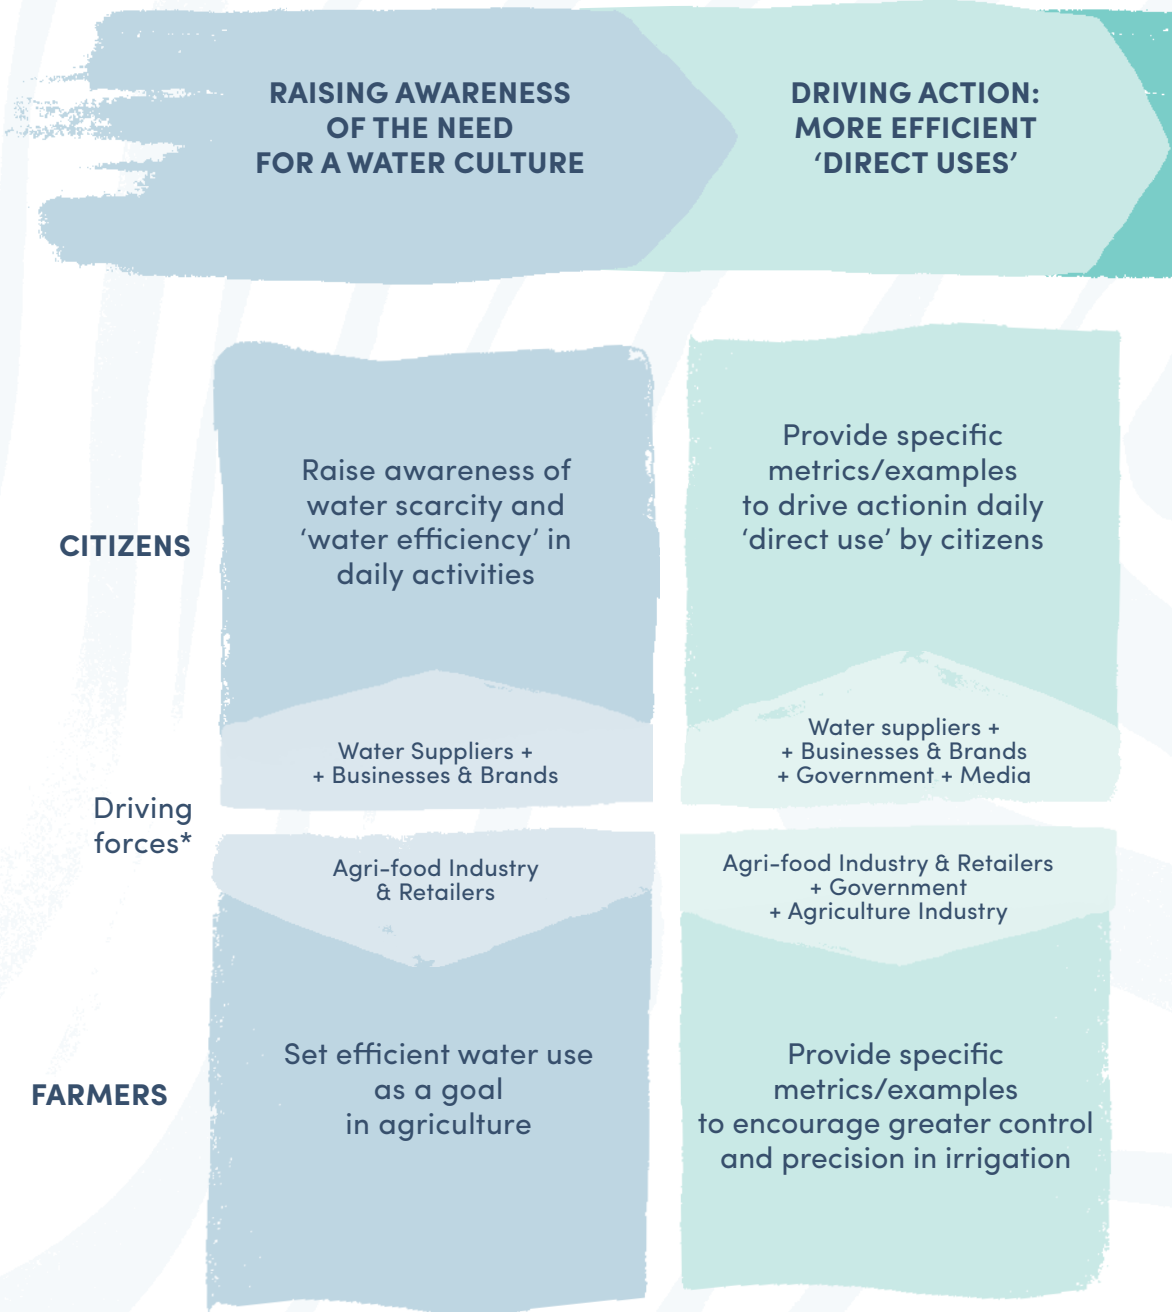 RAISING AWARENESS
OF THE NEED
FOR A WATER CULTURE
DRIVING ACTION:
MORE EFFICIENT
‘DIRECT USES’
CITIZENS
Raise awareness of
water scarcity and
‘water efficiency’ in
daily activities
Provide specific
metrics/examples
to drive actionin daily
‘direct use’ by citizens
Water Suppliers +
+ Businesses & Brands
Water suppliers +
+ Businesses & Brands
+ Government + Media
Driving
forces*
Agri-food Industry
& Retailers
Agri-food Industry & Retailers
+ Government
+ Agriculture Industry
FARMERS
Set efficient water use
as a goal
in agriculture
Provide specific
metrics/examples
to encourage greater control
and precision in irrigation